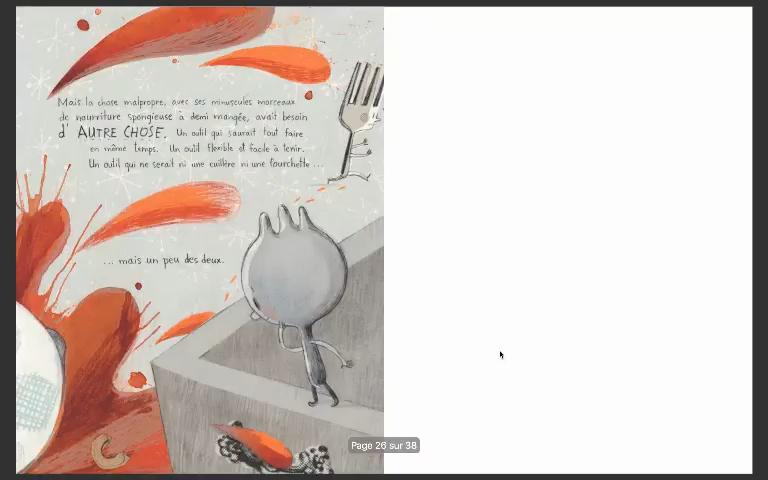 Mais la chose malpropre, avec ses minuscules morceaux
de nourriture spongieuse à demi mangée, avait besoin
d'AUTRE CHOSE. Un outil qui saurait tout faire
en même temps. Un outil flexible et facile à tenir.
Un outil qui ne serait ni une cuillère ni une fourchette ...
... mais un peu des deux.
Page 26 sur 38